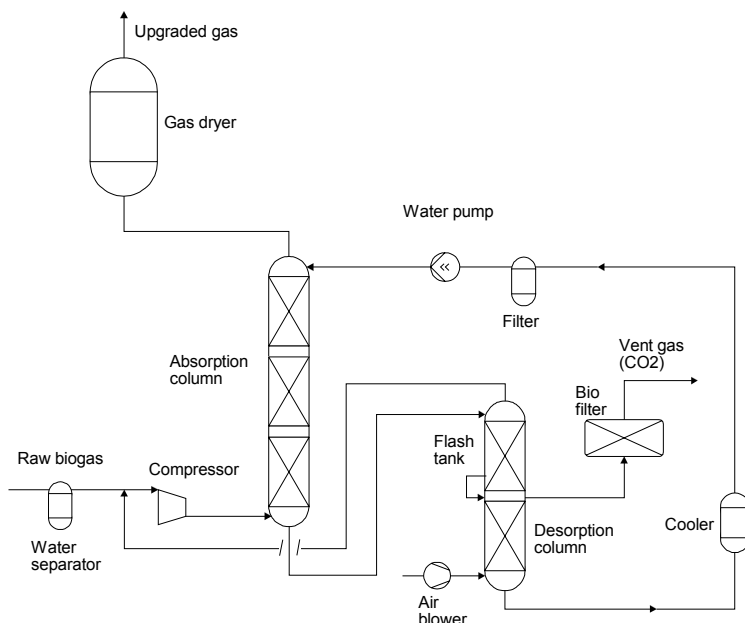 Upgraded gas
Gas dryer
Water pump
Filter
Absorption
column
Vent gas
(CO2)
Bio
filter
Flash
tank
Raw biogas
Compressor
Water
separator
Desorption
column
Cooler
Air
blower